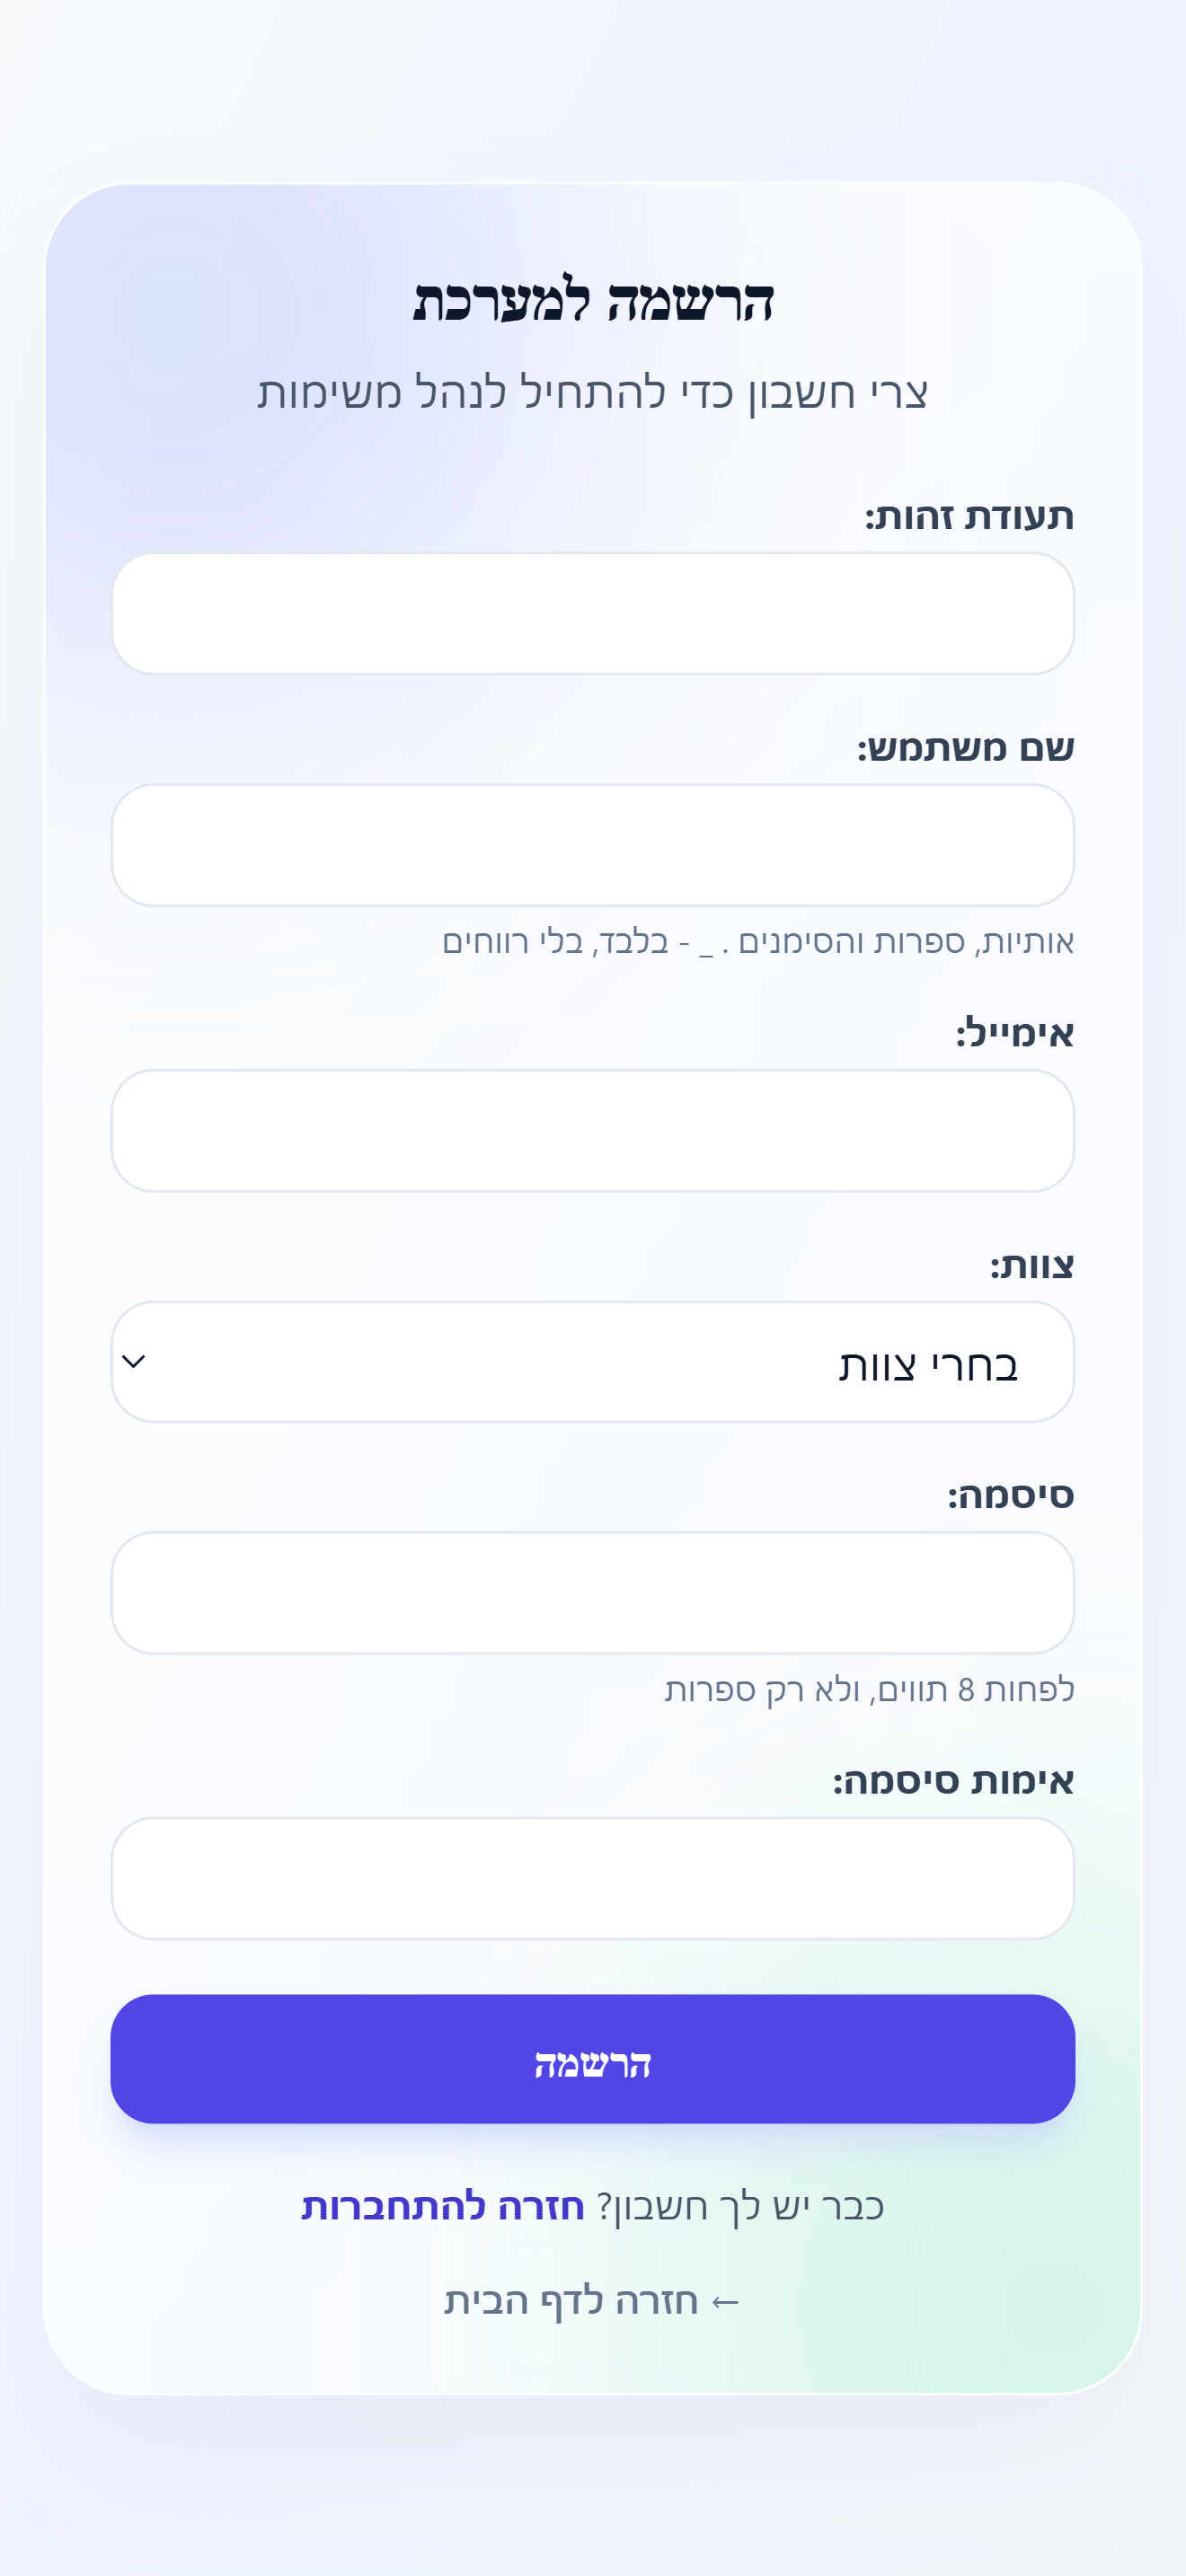 הרשמה למערכת
צרי חשבון כדי להתחיל לנהל משימות
תעודת זהות:
שם משתמש:
אותיות, ספרות והסימנים . _ - בלבד, בלי רווחים
אימייל:
צוות:
בחרי צוות
סיסמה:
לפחות 8 תווים, ולא רק ספרות
אימות סיסמה:
הרשמה
כבר יש לך חשבון? חזרה להתחברות
← חזרה לדף הבית